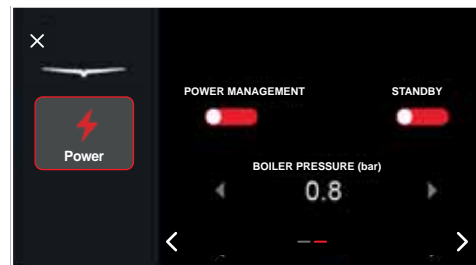 POWER MANAGEMENT
STANDBY
Power
BOILER PRESSURE (bar)
0.8